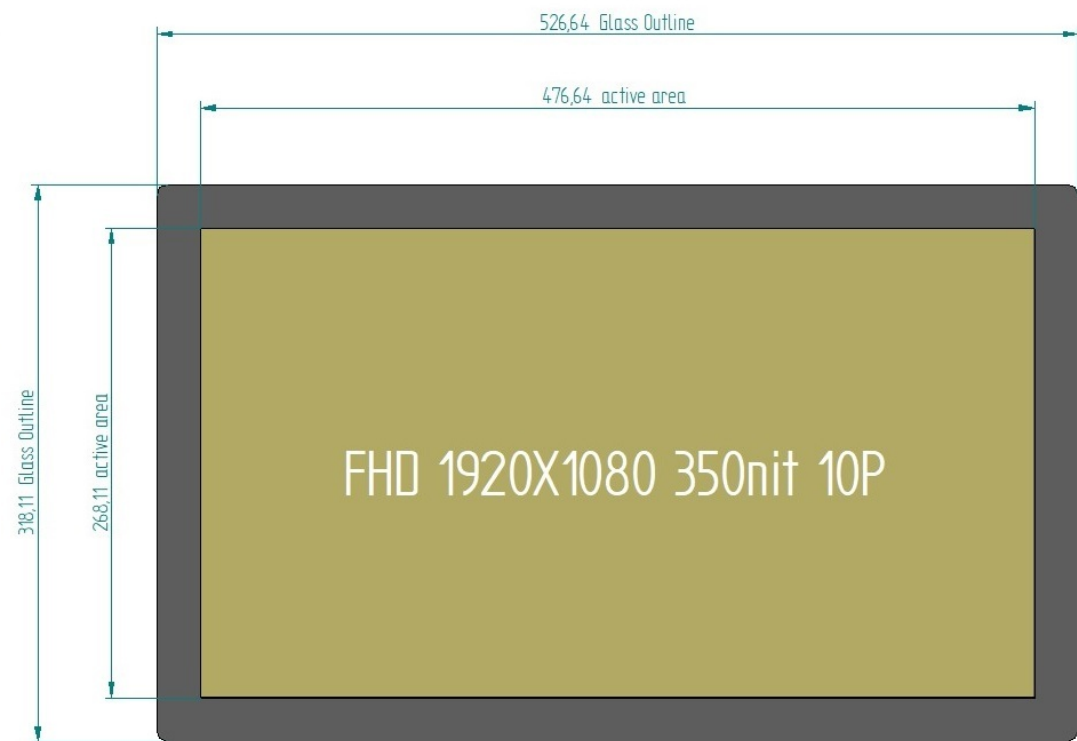 526,64 Glass Outline
476,64 active area
318,11 Glass Outline
268,11 active area
FHD 1920X1080 350nit 10P